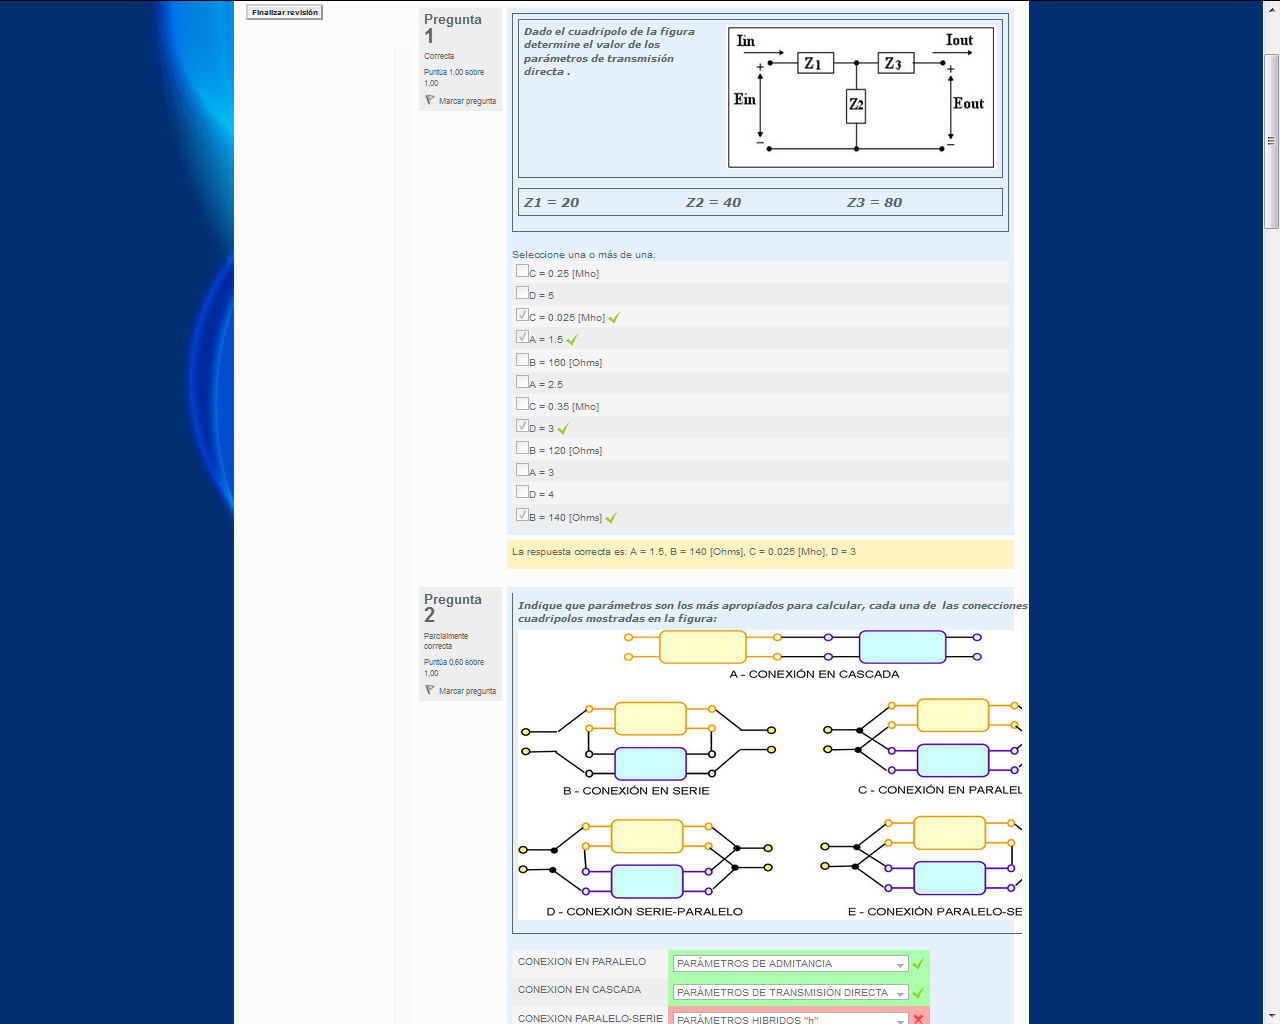 Finalizar revisión
Pregunta
1
Correcta
Puntúa 1,00 sobre
1,00
Marcar pregunta
Dado el cuadripolo de la figura
determine el valor de los
parámetros de transmisión
directa .
Iin
Iout
+
Z1
Z3
+
Ein
Z2
Eout
−
−
Z1 = 20
Z2 = 40
Z3 = 80
Seleccione una o más de una:
C = 0.25 [Mho]
D = 5
C = 0.025 [Mho]
A = 1.5
B = 160 [Ohms]
A = 2.5
C = 0.35 [Mho]
D = 3
B = 120 [Ohms]
A = 3
D = 4
B = 140 [Ohms]
La respuesta correcta es: A = 1.5, B = 140 [Ohms], C = 0.025 [Mho], D = 3
Pregunta
2
Parcialmente
correcta
Puntúa 0,60 sobre
1,00
Marcar pregunta
Indique que parámetros son los más apropiados para calcular, cada una de las conecciones
cuadripolos mostradas en la figura:
A - CONEXIÓN EN CASCADA
B - CONEXIÓN EN SERIE
C - CONEXIÓN EN PARALEL
D - CONEXIÓN SERIE-PARALELO
E - CONEXIÓN PARALELO-SE
CONEXION EN PARALELO
PARÁMETROS DE ADMITANCIA
CONEXION EN CASCADA
PARÁMETROS DE TRANSMISIÓN DIRECTA
CONEXION PARALELO-SERIE
PARÁMETROS HIBRIDOS "h"